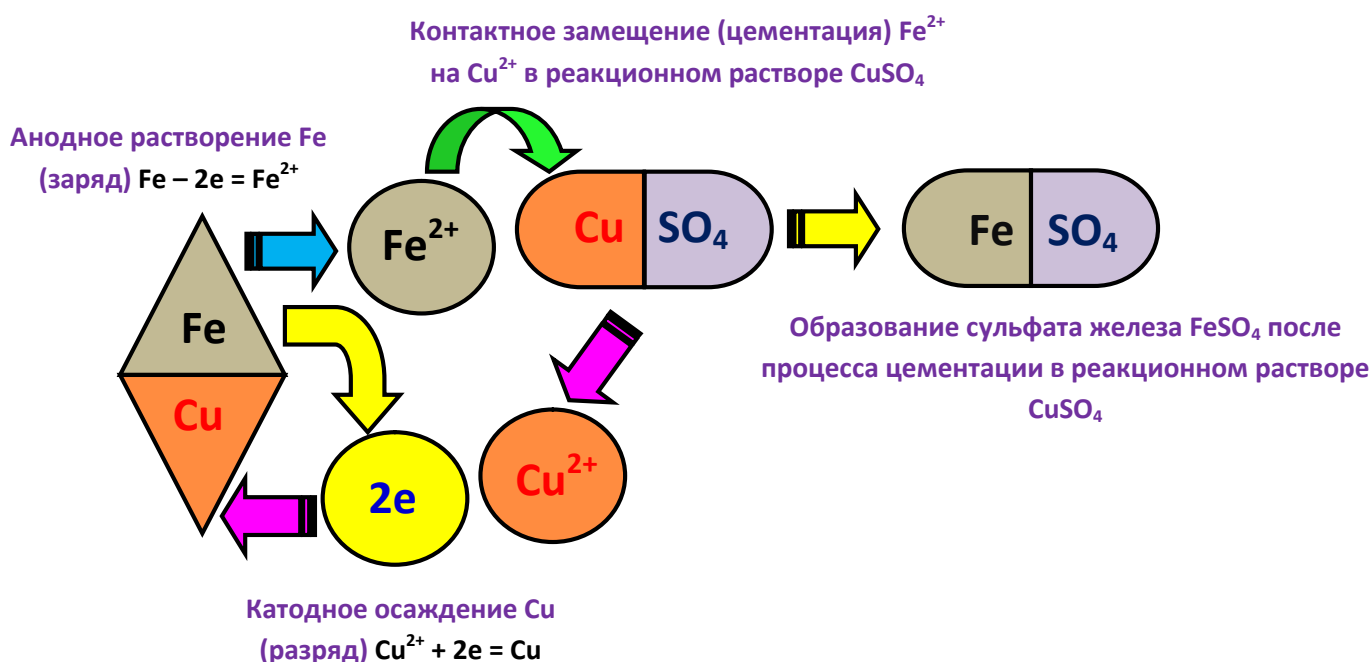 Контактное замещение (цементация) Fe²⁺
на Cu²⁺ в реакционном растворе CuSO₄
Анодное растворение Fe
(заряд) Fe – 2e = Fe²⁺
Fe²⁺
Cu
SO₄
Fe
SO₄
Fe
Cu
Образование сульфата железа FeSO₄ после
процесса цементации в реакционном растворе
CuSO₄
2e
Cu²⁺
Катодное осаждение Cu
(разряд) Cu²⁺ + 2e = Cu